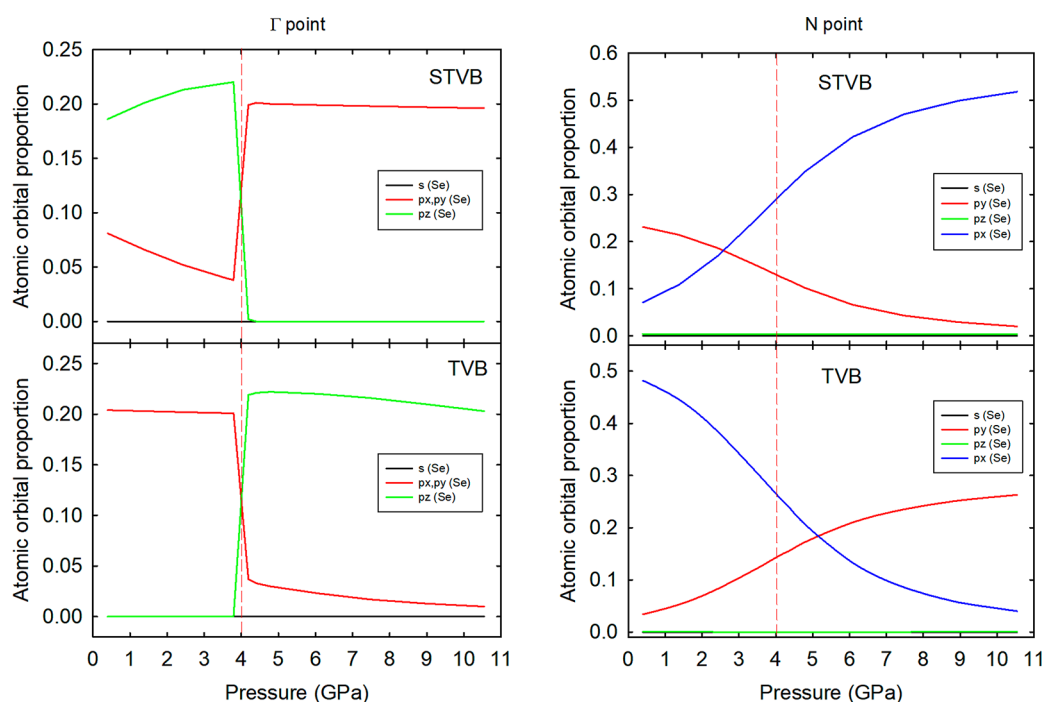 Γ point
N point
0.25
0.20
0.15
0.10
0.05
0.00
Atomic orbital proportion
STVB
s (Se)
px,py (Se)
pz (Se)
0.20
0.15
0.10
0.05
0.00
Atomic orbital proportion
TVB
s (Se)
px,py (Se)
pz (Se)
0 1 2 3 4 5 6 7 8 9 10 11
Pressure (GPa)
0.6
0.5
0.4
0.3
0.2
0.1
0.0
Atomic orbital proportion
STVB
s (Se)
py (Se)
pz (Se)
px (Se)
0.5
0.4
0.3
0.2
0.1
0.0
Atomic orbital proportion
TVB
s (Se)
py (Se)
pz (Se)
px (Se)
0 1 2 3 4 5 6 7 8 9 10 11
Pressure (GPa)